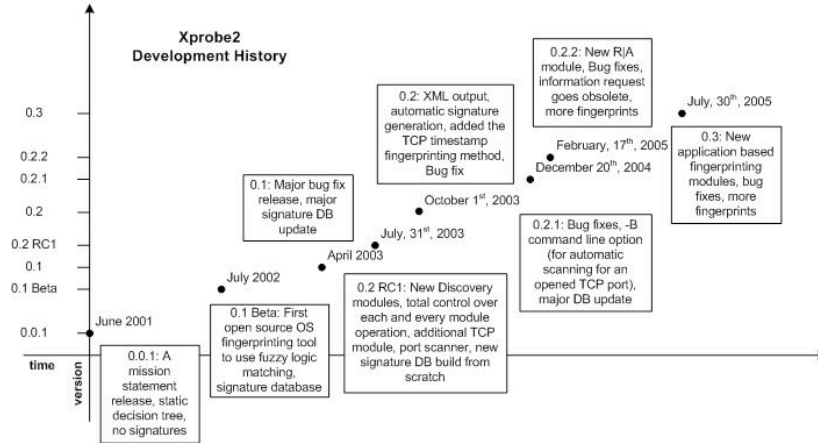 Xprobe2
Development History
0.2.2: New R|A
module, Bug fixes,
information request
goes obsolete,
more fingerprints
0.2: XML output,
automatic signature
generation, added the
TCP timestamp
fingerprinting method,
Bug fix
July, 30th, 2005
0.3
February, 17th, 2005
0.2.2
December 20th, 2004
0.2.1
0.3: New
application based
fingerprinting
modules, bug
fixes, more
fingerprints
0.1: Major bug fix
release, major
signature DB
update
October 1st, 2003
0.2
July, 31st, 2003
0.2 RC1
0.2.1: Bug fixes, -B
command line option
(for automatic
scanning for an
opened TCP port),
major DB update
April 2003
0.1
July 2002
0.1 Beta
0.2 RC1: New Discovery
modules, total control over
each and every module
operation, additional TCP
module, port scanner, new
signature DB build from
scratch
0.1 Beta: First
open source OS
fingerprinting tool
to use fuzzy logic
matching,
signature database
June 2001
0.0.1
0.0.1: A
mission
statement
release, static
decision tree,
no signatures
time
version